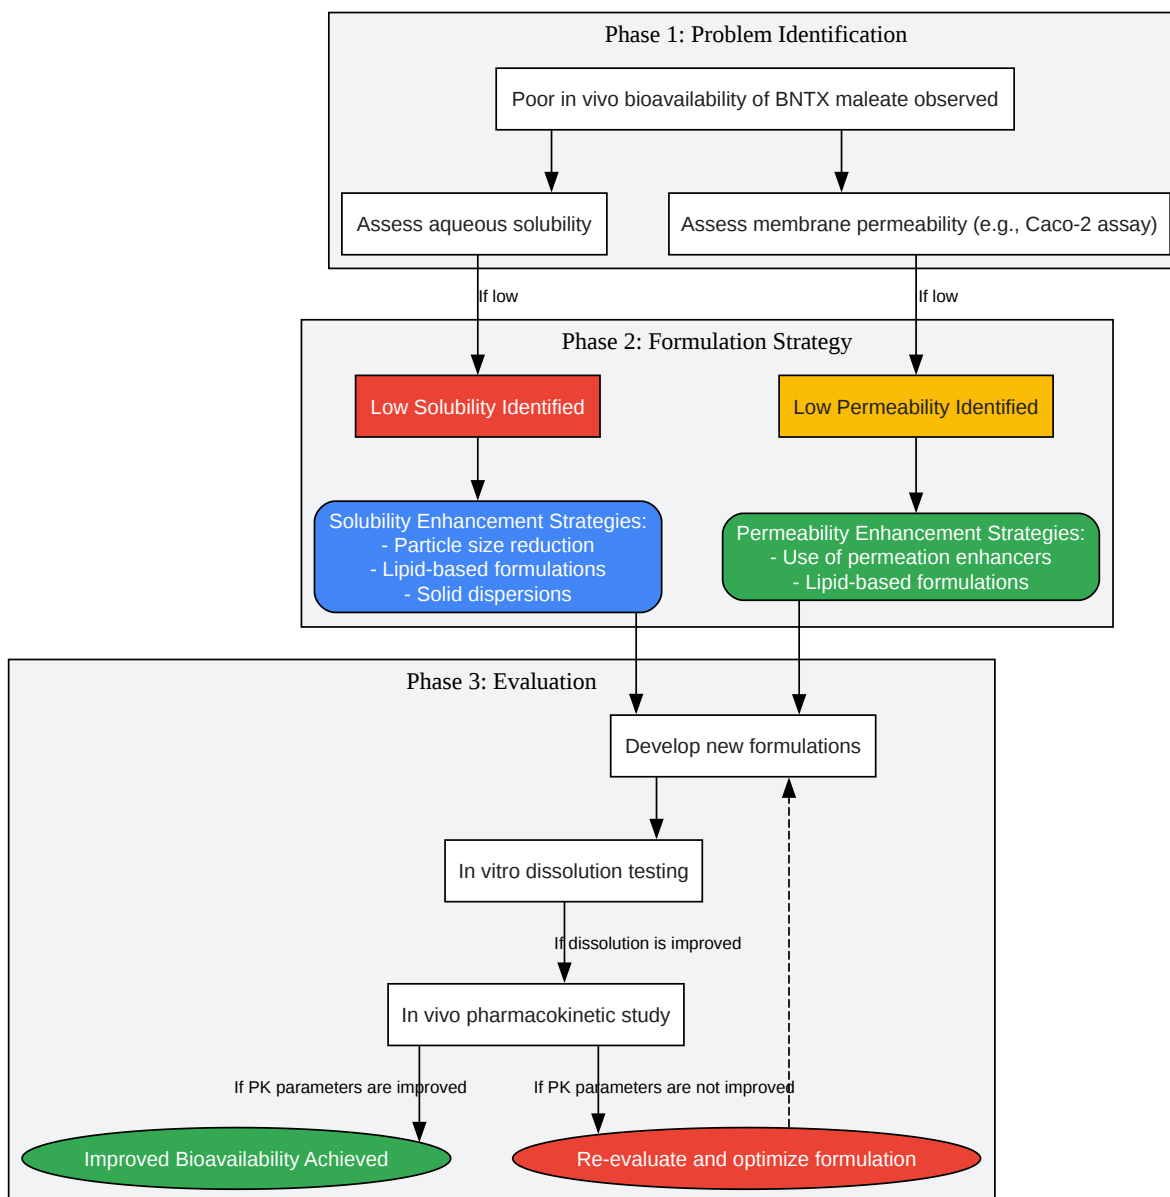 Phase 1: Problem Identification
Poor in vivo bioavailability of BNTX maleate observed
Assess aqueous solubility
Assess membrane permeability (e.g., Caco-2 assay)
If low
If low
Phase 2: Formulation Strategy
Low Solubility Identified
Low Permeability Identified
Solubility Enhancement Strategies:
- Particle size reduction
- Lipid-based formulations
- Solid dispersions
Permeability Enhancement Strategies:
- Use of permeation enhancers
- Lipid-based formulations
Phase 3: Evaluation
Develop new formulations
In vitro dissolution testing
If dissolution is improved
In vivo pharmacokinetic study
If PK parameters are improved
If PK parameters are not improved
Improved Bioavailability Achieved
Re-evaluate and optimize formulation